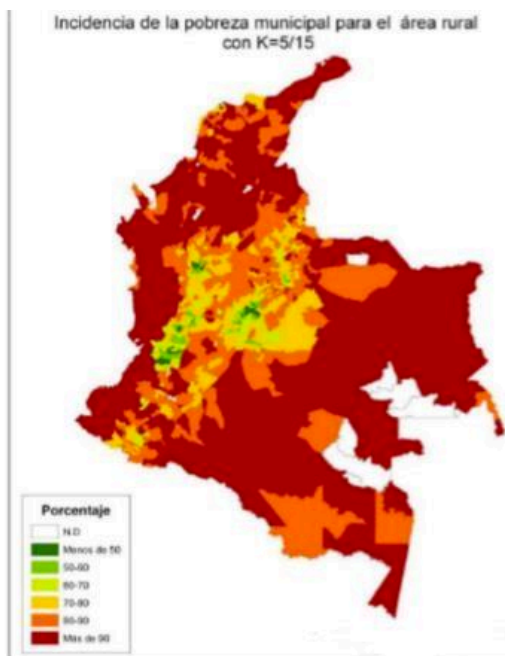 Incidencia de la pobreza municipal para el área rural
con K=5/15
Porcentaje
N.D
Menos de 50
50-60
60-70
70-80
80-90
Más de 90